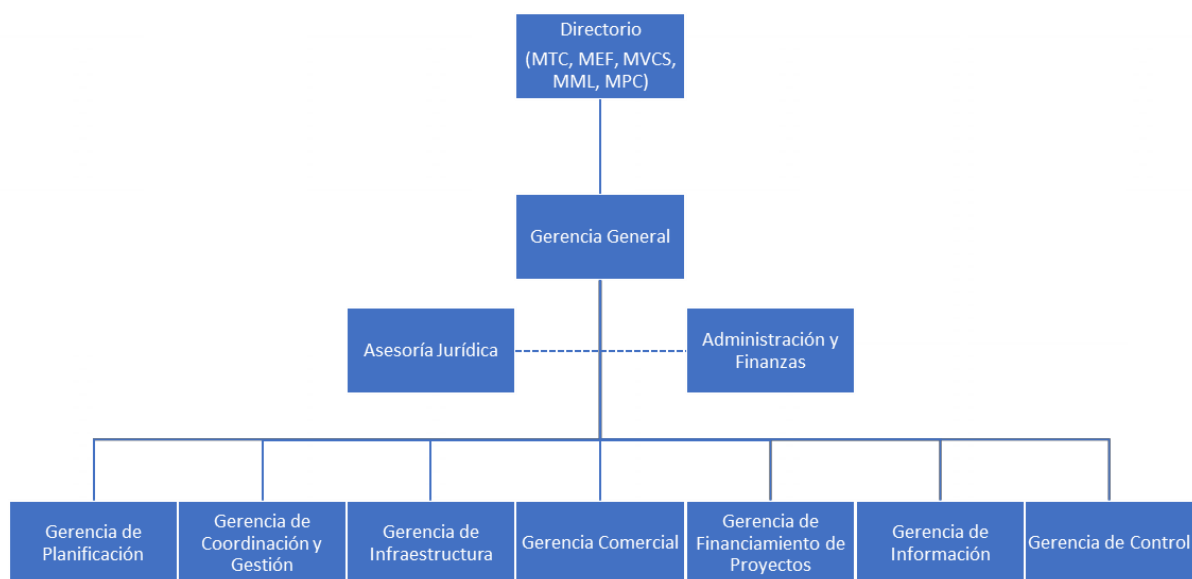 Directorio
(MTC, MEF, MVCS,
MML, MPC)
Gerencia General
Asesoría Jurídica
Administración y
Finanzas
Gerencia de
Planificación
Gerencia de
Coordinación y
Gestión
Gerencia de
Infraestructura
Gerencia Comercial
Gerencia de
Financiamiento de
Proyectos
Gerencia de
Información
Gerencia de Control